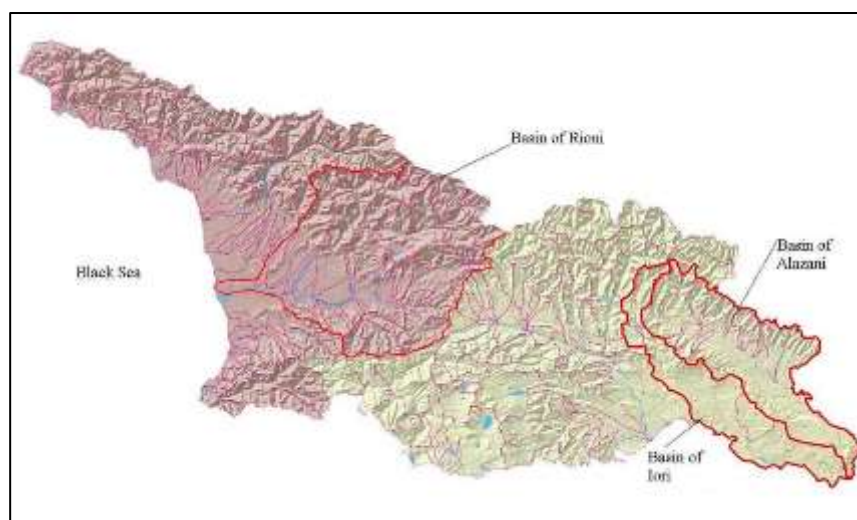 Basin of Rioni
Basin of
Alazani
Black Sea
Basin of
Iori